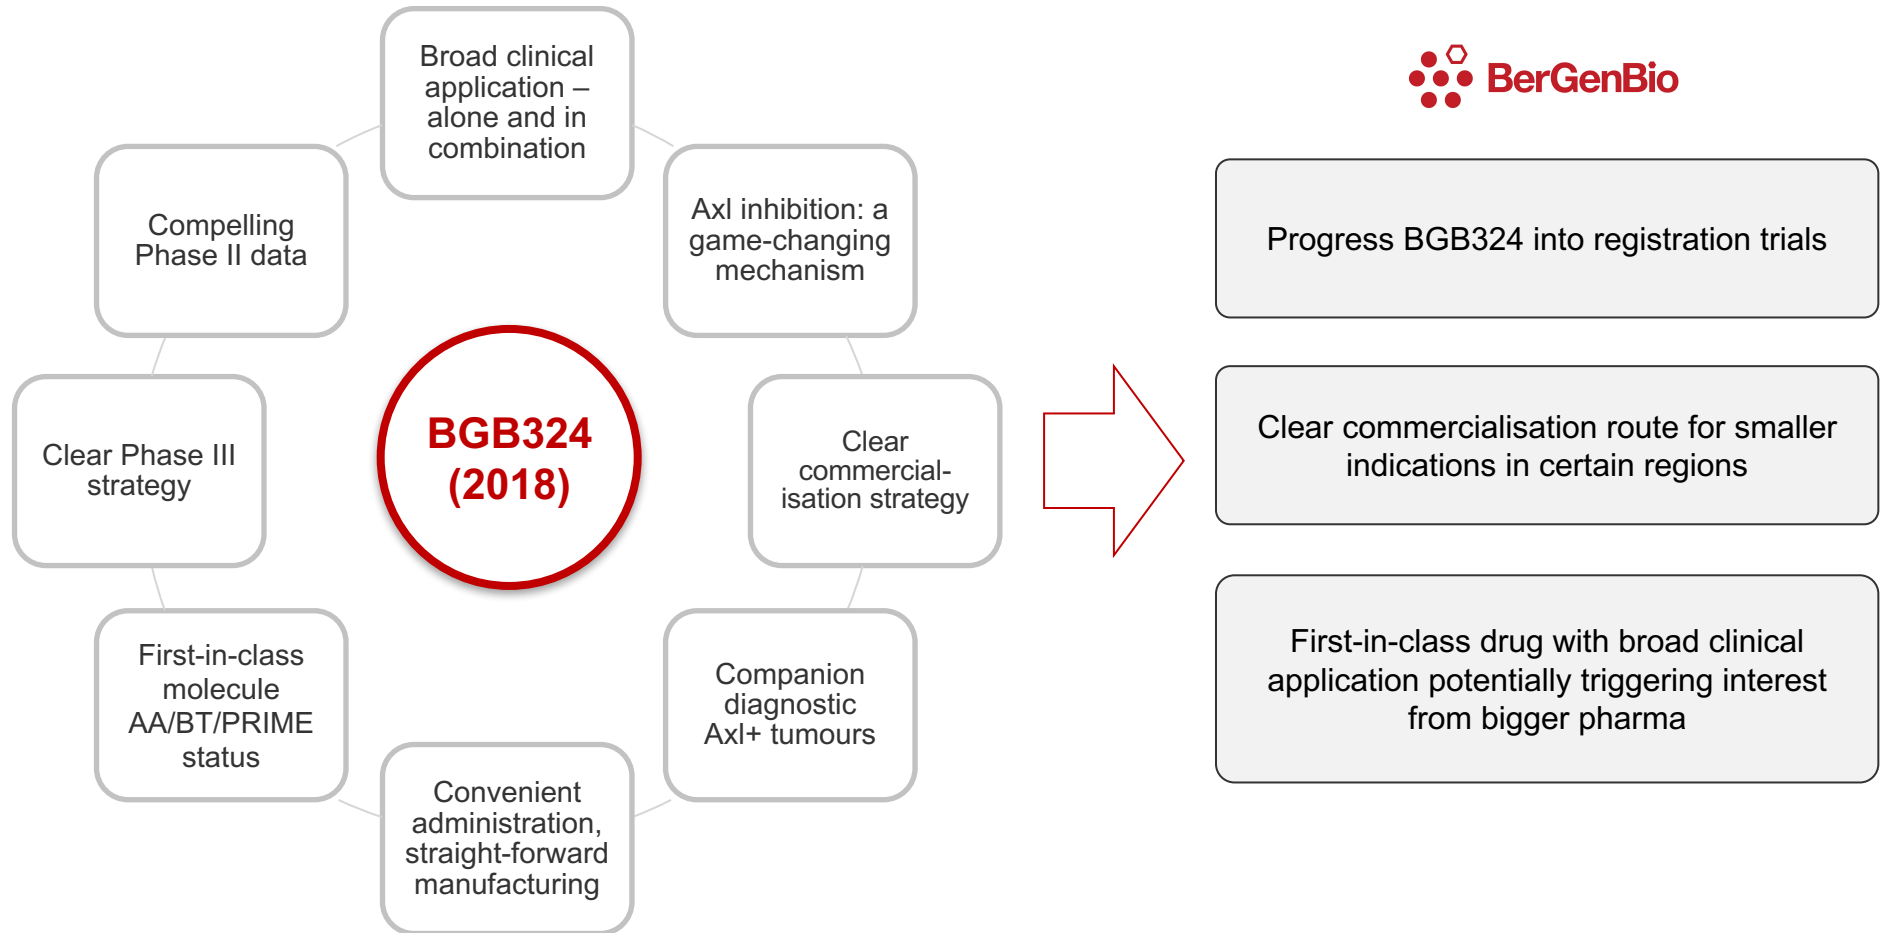 Broad clinical
application –
alone and in
combination
Axl inhibition: a
game-changing
mechanism
Clear
commercial-
isation strategy
Companion
diagnostic
Axl+ tumours
Convenient
administration,
straight-forward
manufacturing
First-in-class
molecule
AA/BT/PRIME
status
Clear Phase III
strategy
Compelling
Phase II data
BGB324
(2018)
BerGenBio
Progress BGB324 into registration trials
Clear commercialisation route for smaller
indications in certain regions
First-in-class drug with broad clinical
application potentially triggering interest
from bigger pharma